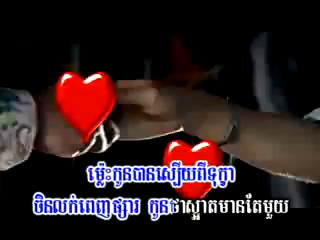 ម្ល៉េះកូនបានស្បើយពីទុក្ខា
ចិនលក់ពេញផ្សារ កូនថាស្អាតមានតែមួយ